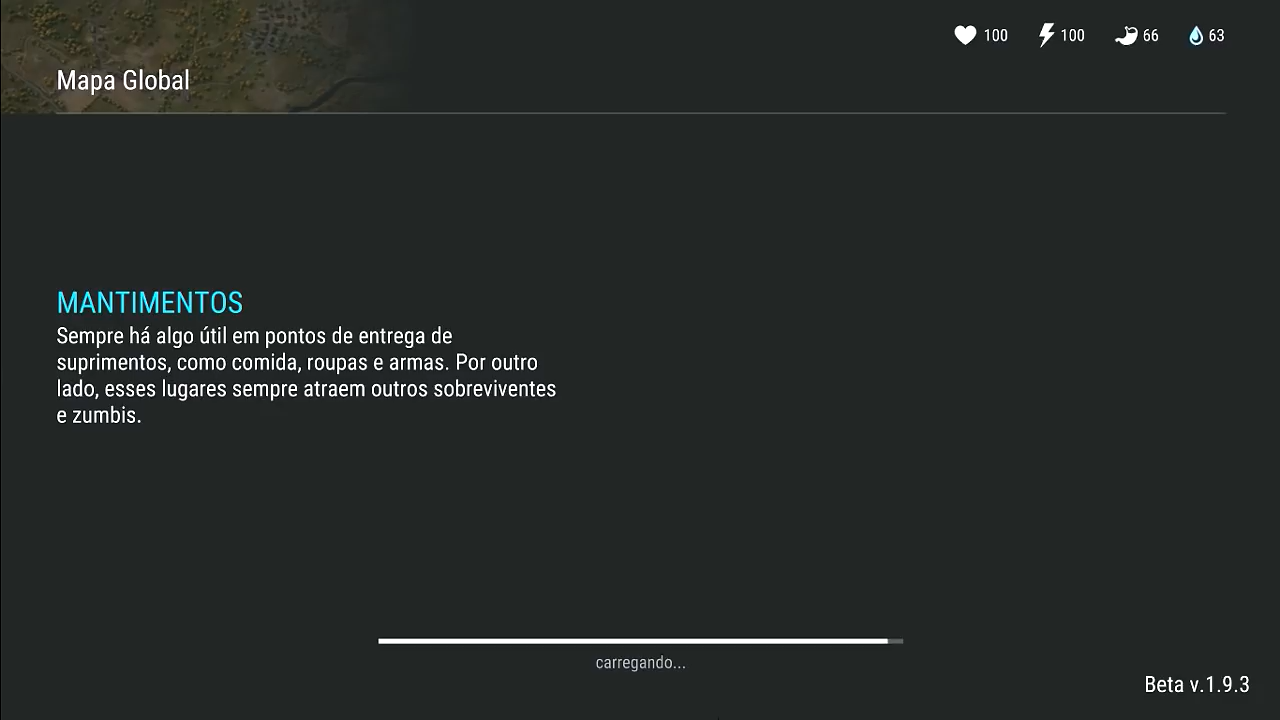 100 100 66 63
Mapa Global
MANTIMENTOS
Sempre há algo útil em pontos de entrega de
suprimentos, como comida, roupas e armas. Por outro
lado, esses lugares sempre atraem outros sobreviventes
e zumbis.
carregando...
Beta v.1.9.3